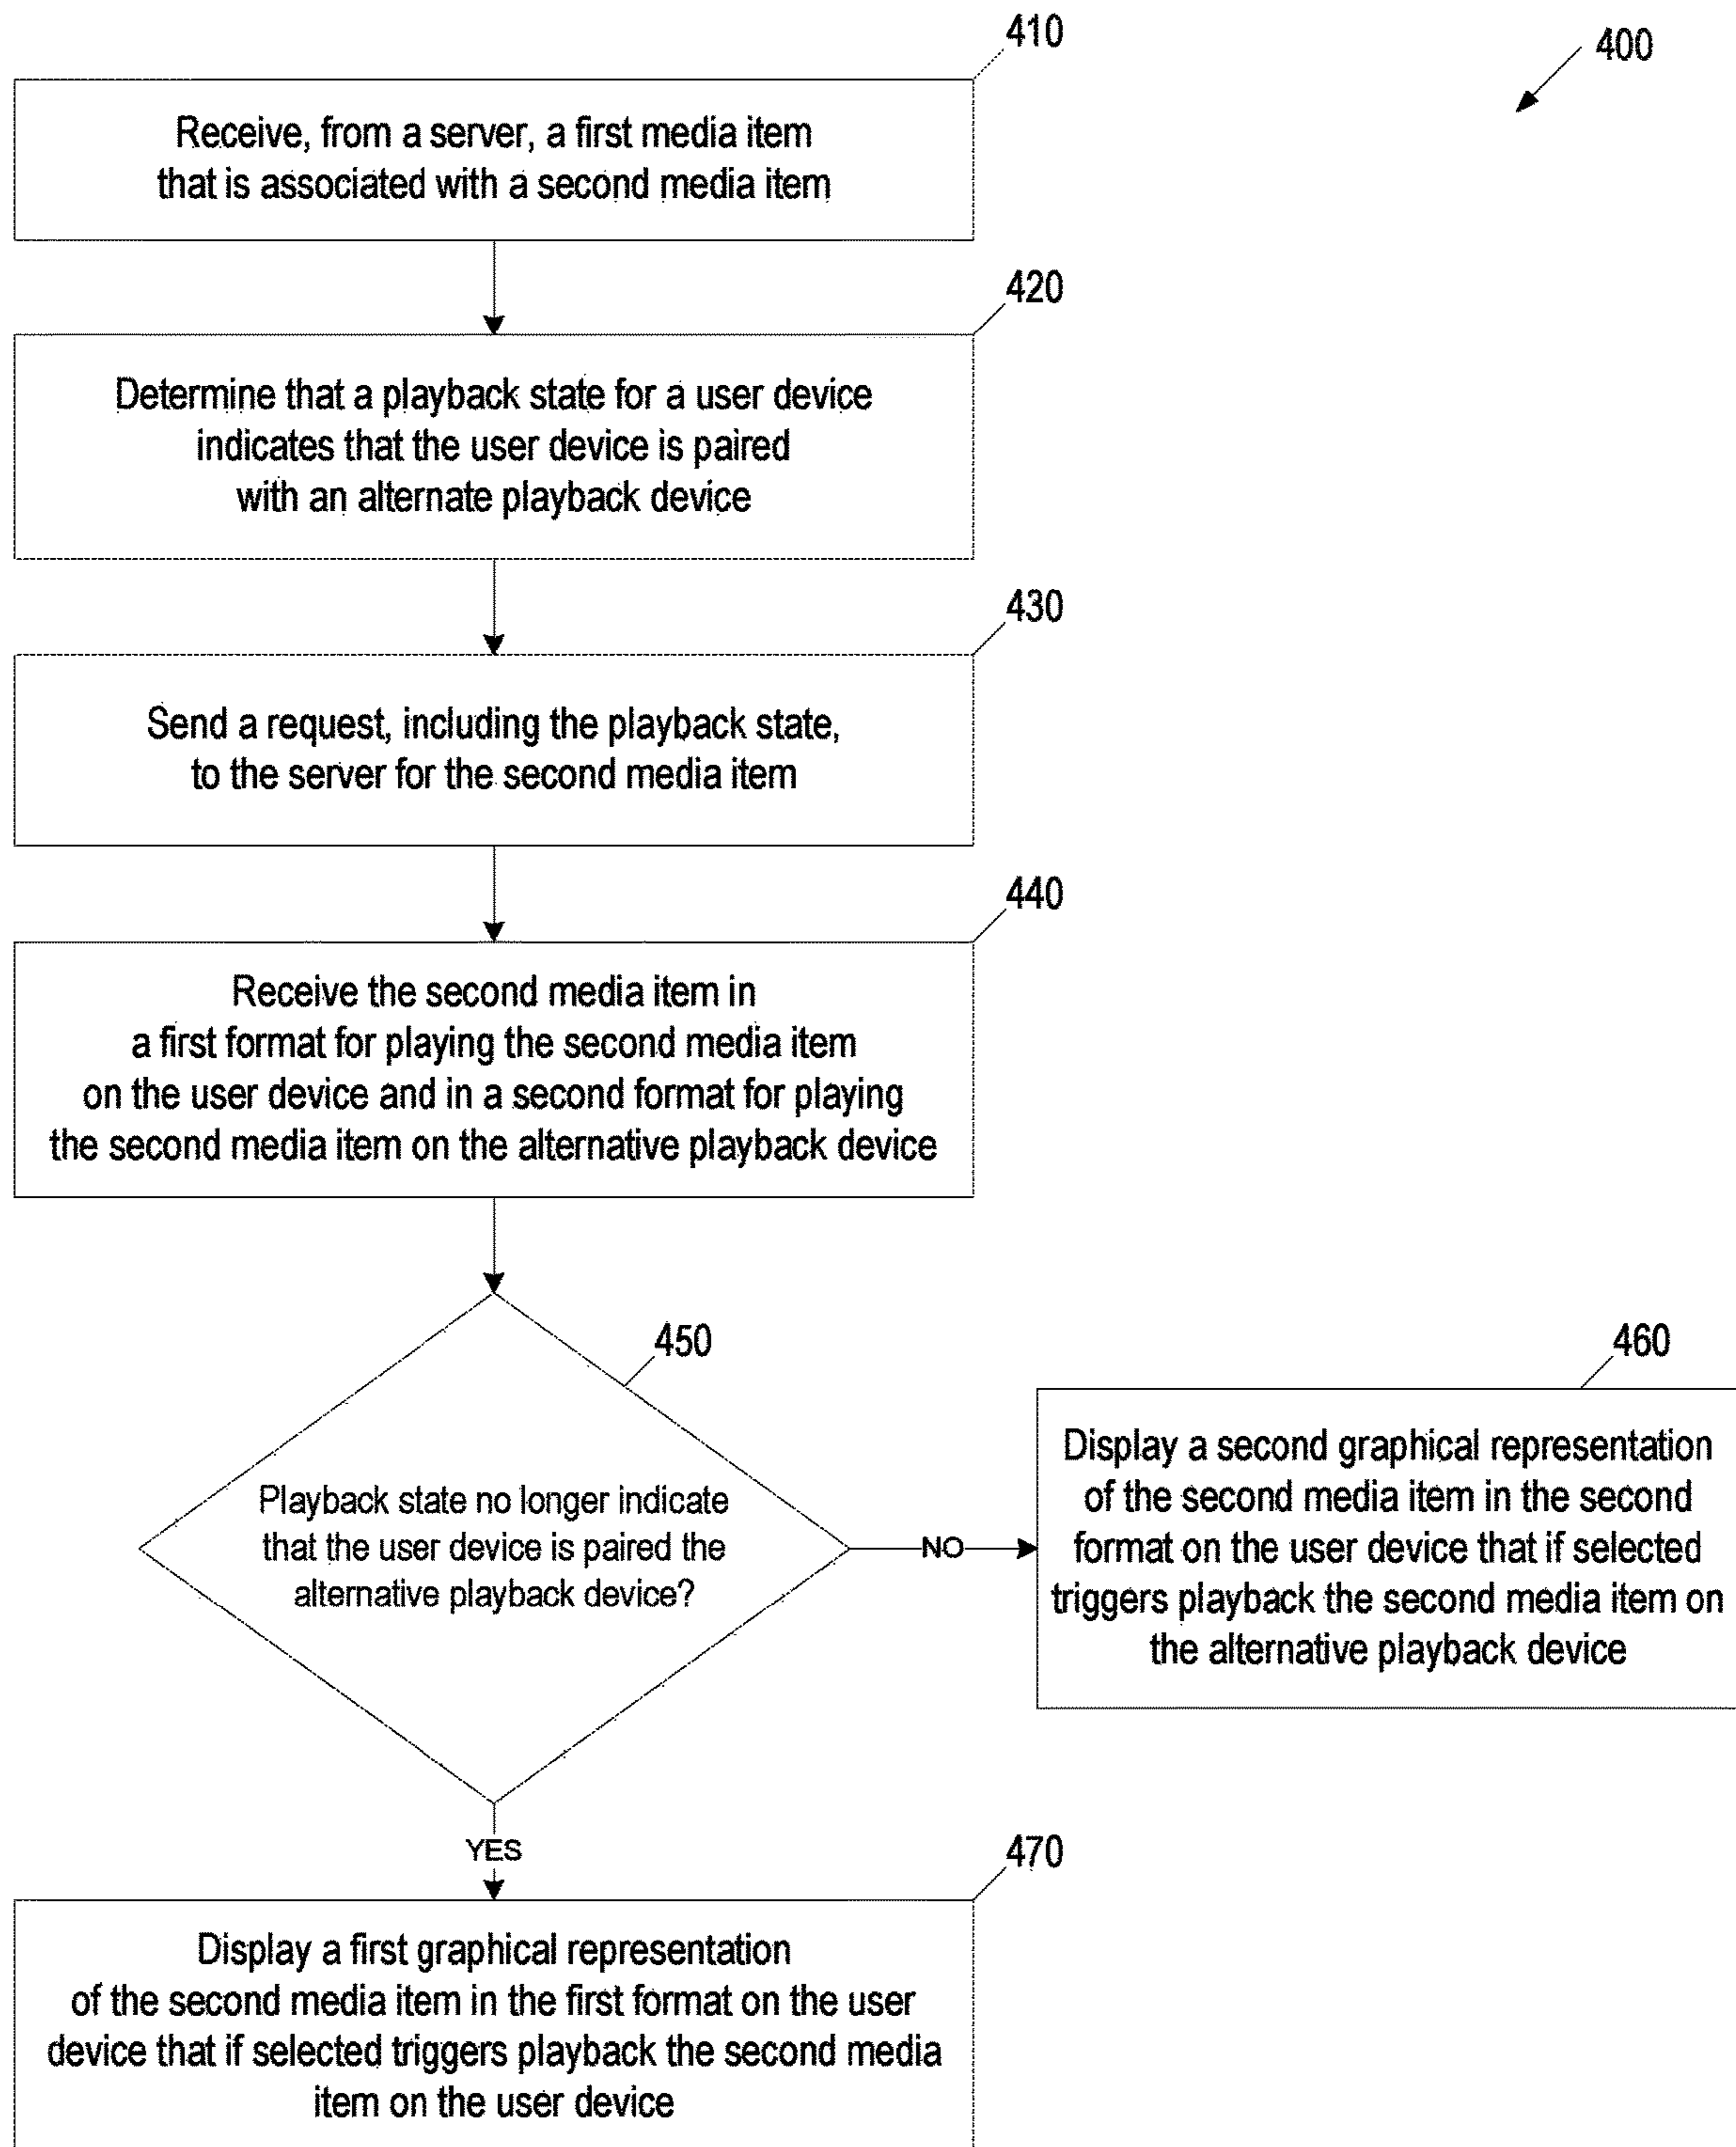 410
400
Receive, from a server, a first media item
that is associated with a second media item
420
Determine that a playback state for a user device
indicates that the user device is paired
with an alternate playback device
430
Send a request, including the playback state,
to the server for the second media item
440
Receive the second media item in
a first format for playing the second media item
on the user device and in a second format for playing
the second media item on the alternative playback device
450
Playback state no longer indicate
that the user device is paired the
alternative playback device?
NO
460
Display a second graphical representation
of the second media item in the second
format on the user device that if selected
triggers playback the second media item on
the alternative playback device
YES
470
Display a first graphical representation
of the second media item in the first format on the user
device that if selected triggers playback the second media
item on the user device